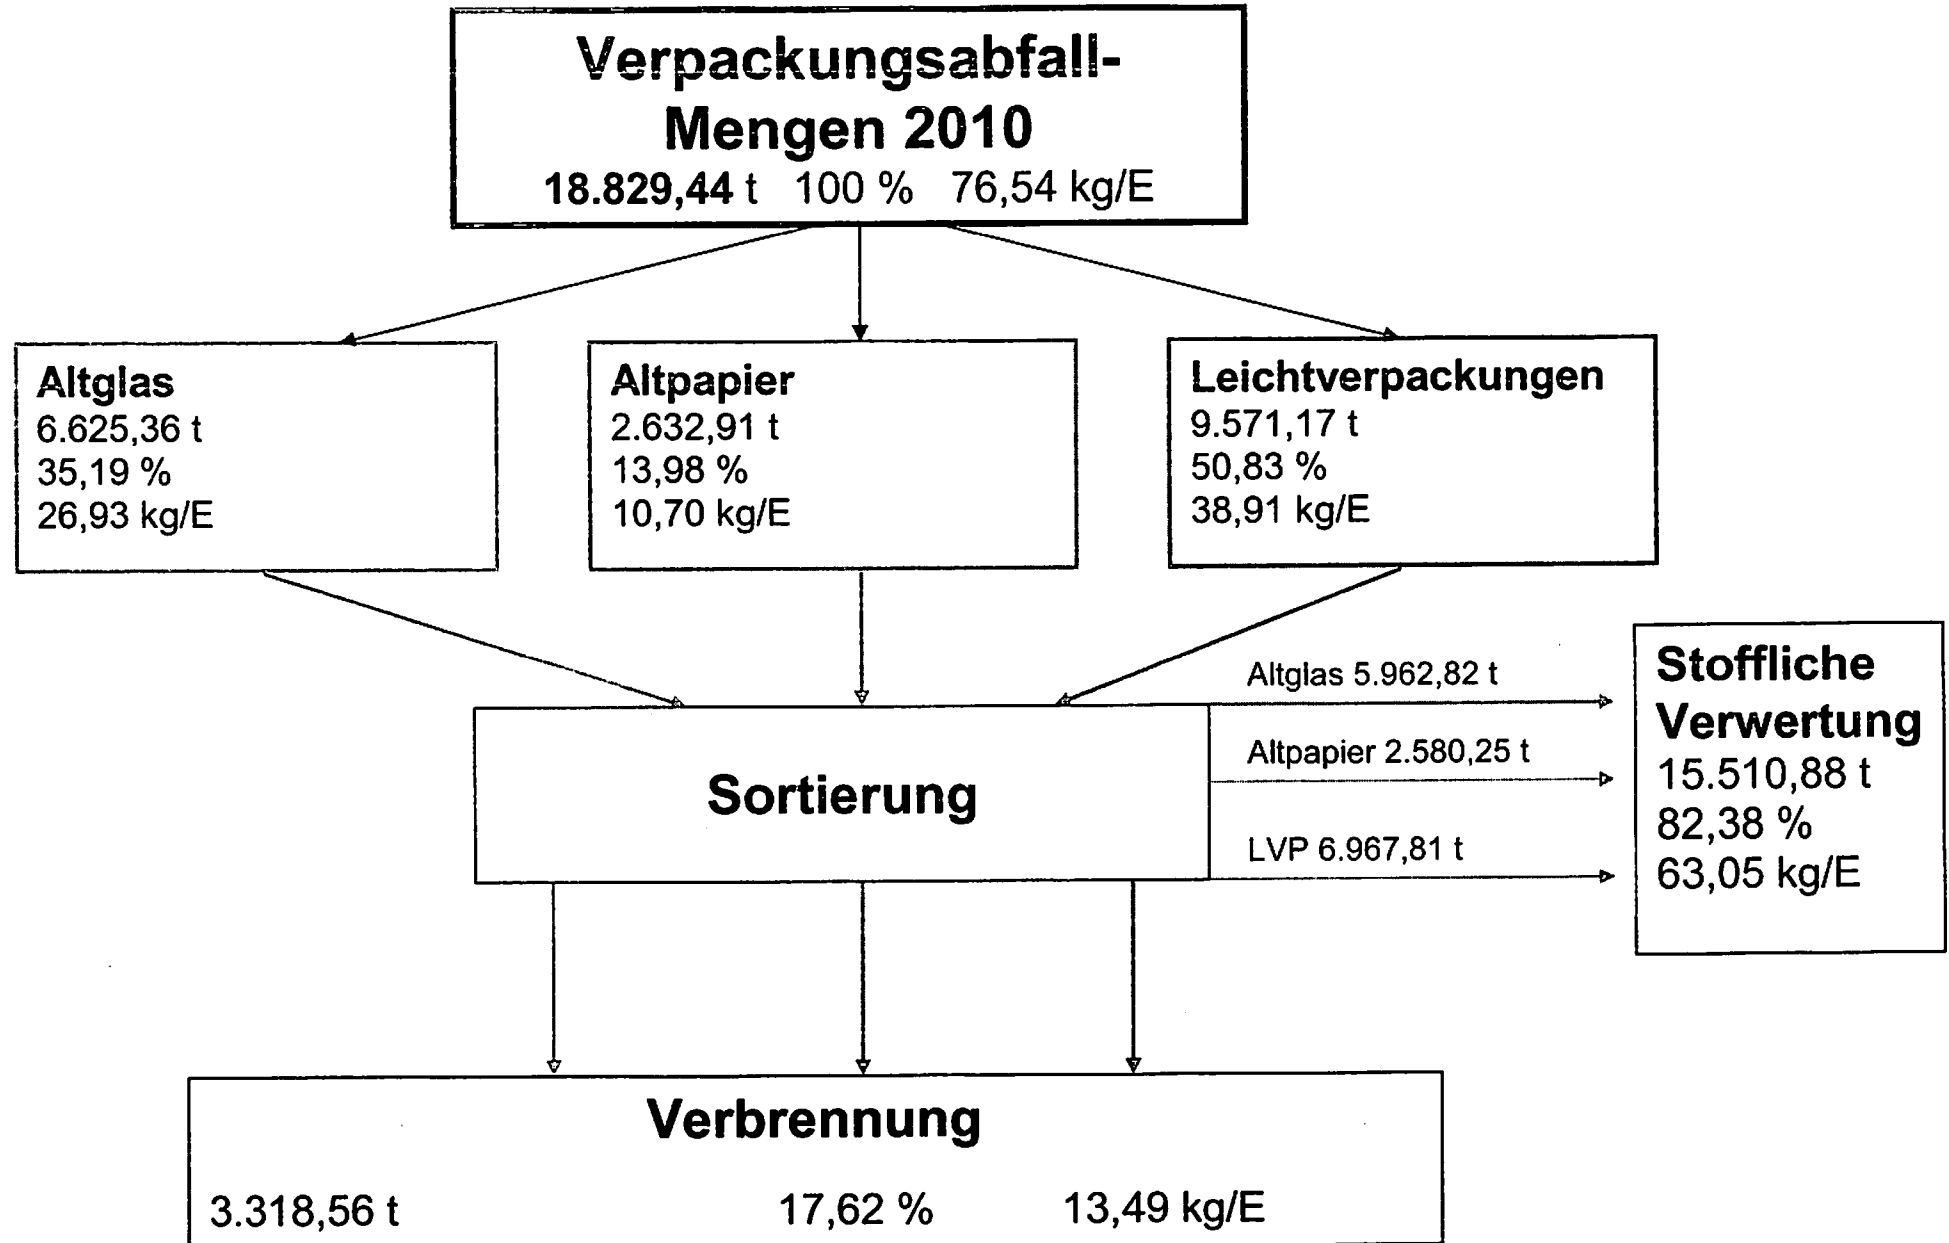 Verpackungsabfall-
Mengen 2010
18.829,44 t 100 % 76,54 kg/E
Altglas
6.625,36 t
35,19 %
26,93 kg/E
Altpapier
2.632,91 t
13,98 %
10,70 kg/E
Leichtverpackungen
9.571,17 t
50,83 %
38,91 kg/E
Sortierung
Altglas 5.962,82 t
Altpapier 2.580,25 t
LVP 6.967,81 t
Stoffliche
Verwertung
15.510,88 t
82,38 %
63,05 kg/E
Verbrennung
3.318,56 t 17,62 % 13,49 kg/E